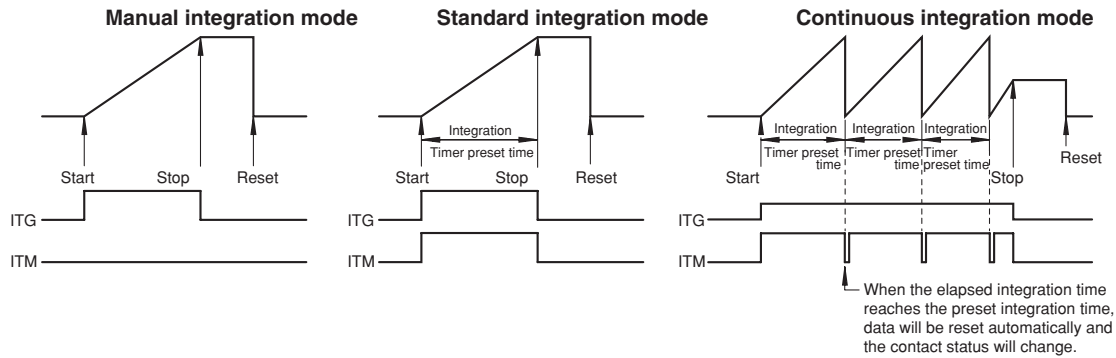 Manual integration mode
Standard integration mode
Continuous integration mode
Start
Stop
Reset
ITG
ITM
Integration
Timer preset time
Start
Stop
Reset
ITG
ITM
Integration
Integration
Integration
Timer preset
time
Timer preset
time
Timer
preset time
Start
Stop
Reset
ITG
ITM
When the elapsed integration time
reaches the preset integration time,
data will be reset automatically and
the contact status will change.